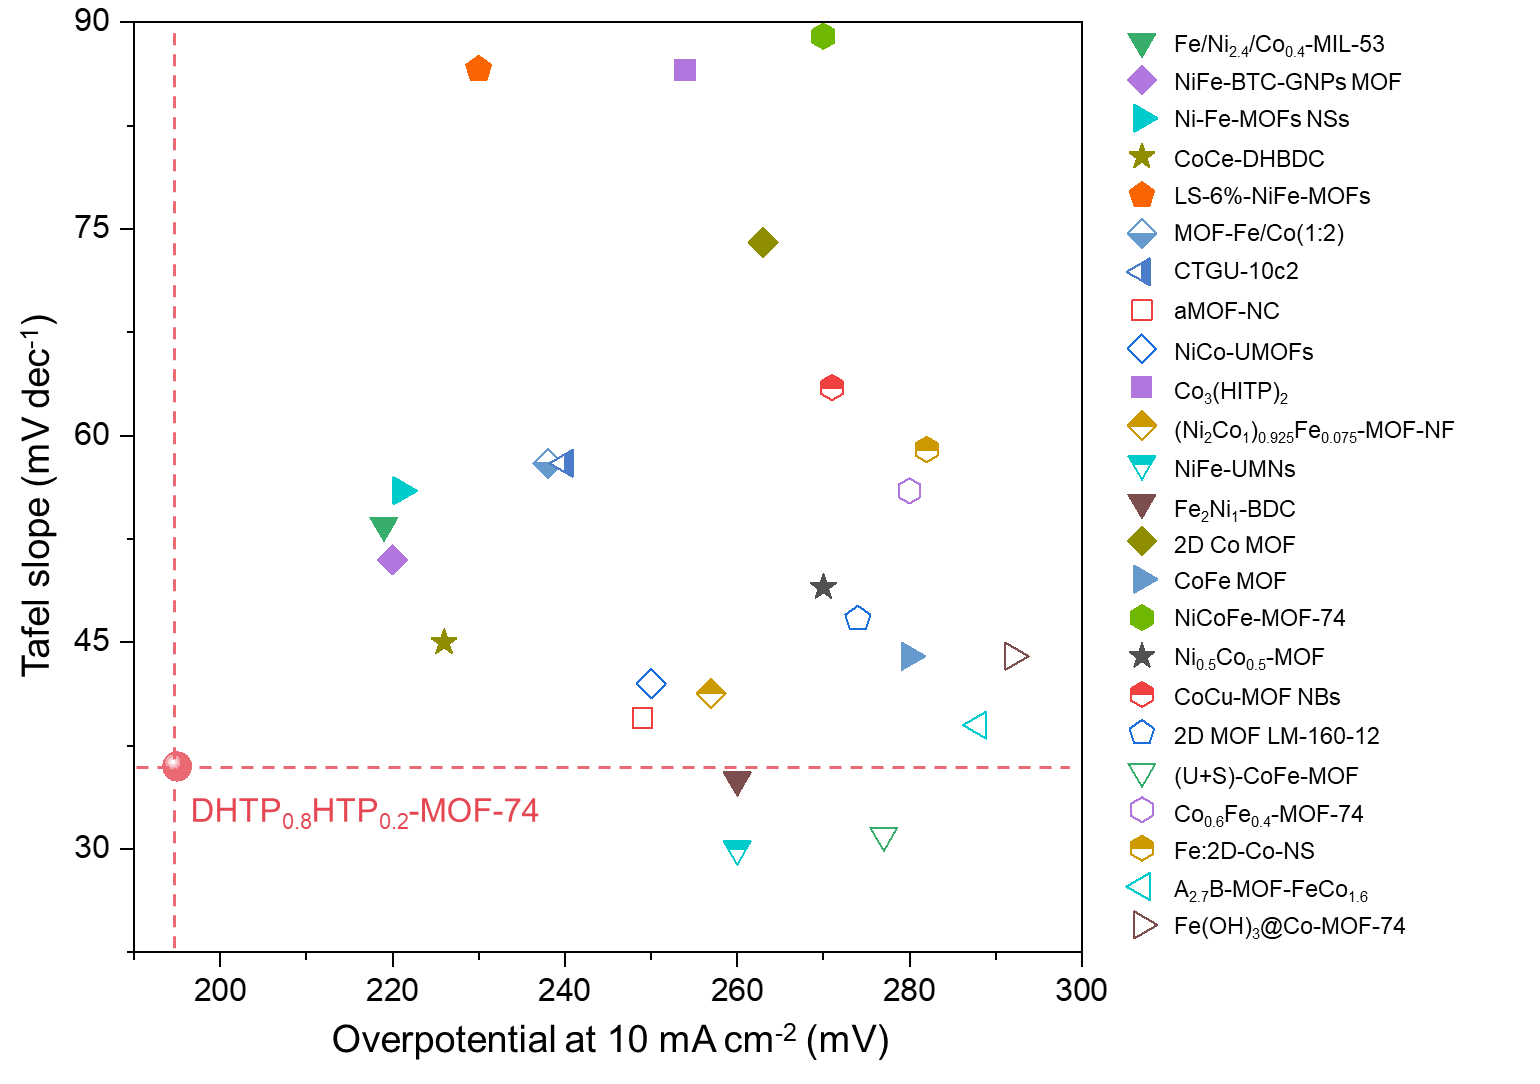 90
75
60
45
30
Tafel slope (mV dec⁻¹)
DHTP₀.₈HTP₀.₂-MOF-74
200 220 240 260 280 300
Overpotential at 10 mA cm⁻² (mV)
Fe/Ni₂.₄/Co₀.₄-MIL-53
NiFe-BTC-GNPs MOF
Ni-Fe-MOFs NSs
CoCe-DHBDC
LS-6%-NiFe-MOFs
MOF-Fe/Co(1:2)
CTGU-10c2
aMOF-NC
NiCo-UMOFs
Co₃(HITP)₂
(Ni₂Co₁)₀.₉₂₅Fe₀.₀₇₅-MOF-NF
NiFe-UMNs
Fe₂Ni₁-BDC
2D Co MOF
CoFe MOF
NiCoFe-MOF-74
Ni₀.₅Co₀.₅-MOF
CoCu-MOF NBs
2D MOF LM-160-12
(U+S)-CoFe-MOF
Co₀.₆Fe₀.₄-MOF-74
Fe:2D-Co-NS
A₂.₇B-MOF-FeCo₁.₆
Fe(OH)₃@Co-MOF-74